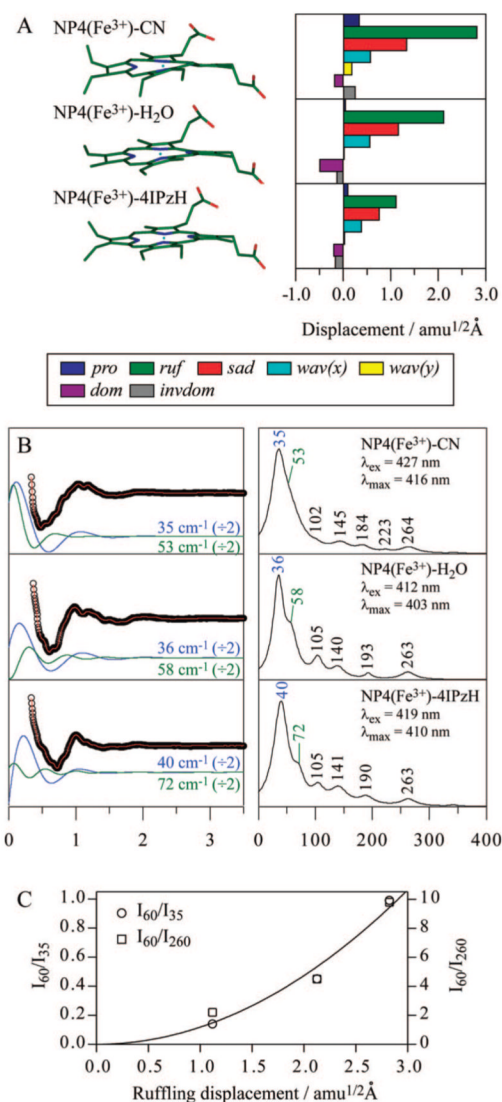 A
NP4(Fe³⁺)-CN
NP4(Fe³⁺)-H₂O
NP4(Fe³⁺)-4IPzH
-1.0 0.0 1.0 2.0 3.0
Displacement / amu¹/²Å
pro ruf sad wav(x) wav(y)
dom invdom
B
35 cm⁻¹ (÷2)
53 cm⁻¹ (÷2)
36 cm⁻¹ (÷2)
58 cm⁻¹ (÷2)
40 cm⁻¹ (÷2)
72 cm⁻¹ (÷2)
0 1 2 3
NP4(Fe³⁺)-CN
λex = 427 nm
λmax = 416 nm
35 53 102 145 184 223 264
NP4(Fe³⁺)-H₂O
λex = 412 nm
λmax = 403 nm
36 58 105 140 193 263
NP4(Fe³⁺)-4IPzH
λex = 419 nm
λmax = 410 nm
40 72 105 141 190 263
0 100 200 300 400
C
I₆₀/I₃₅
I₆₀/I₂₆₀
I₆₀/I₃₅
1.0
0.8
0.6
0.4
0.2
0.0
I₆₀/I₂₆₀
10
8
6
4
2
0
0.0 0.5 1.0 1.5 2.0 2.5 3.0
Ruffling displacement / amu¹/²Å